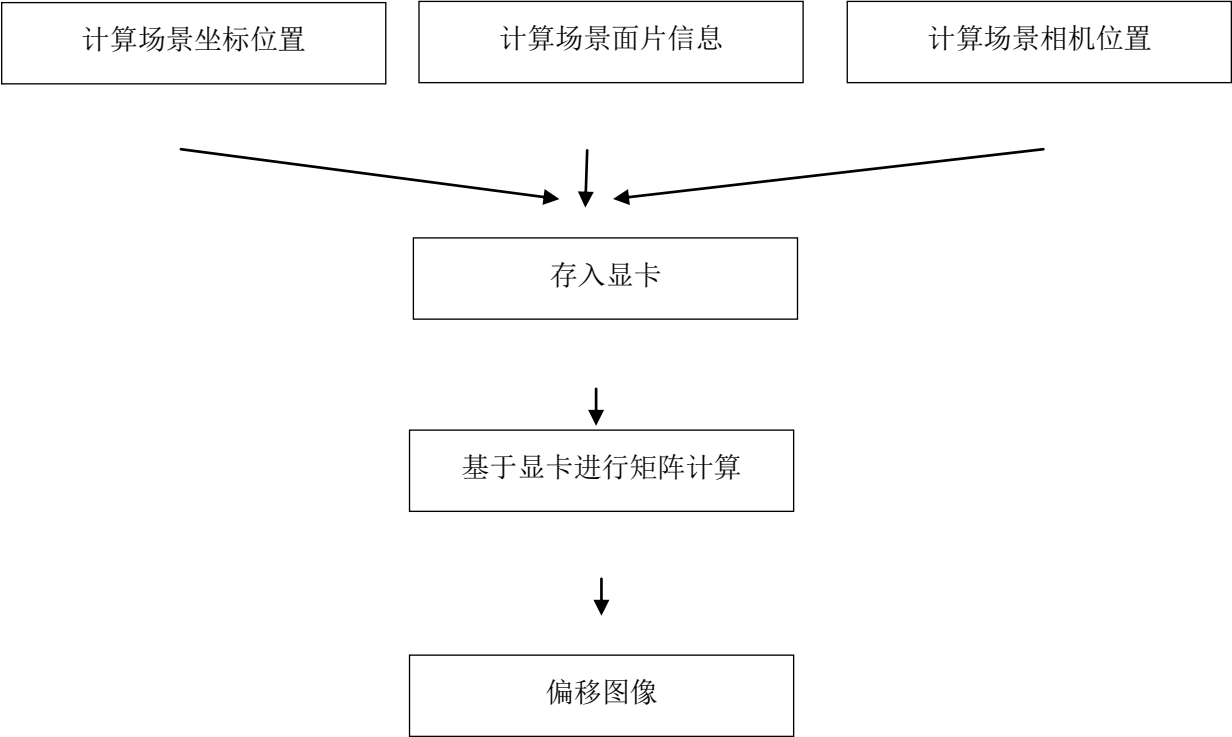 计算场景坐标位置
计算场景面片信息
计算场景相机位置
存入显卡
基于显卡进行矩阵计算
偏移图像